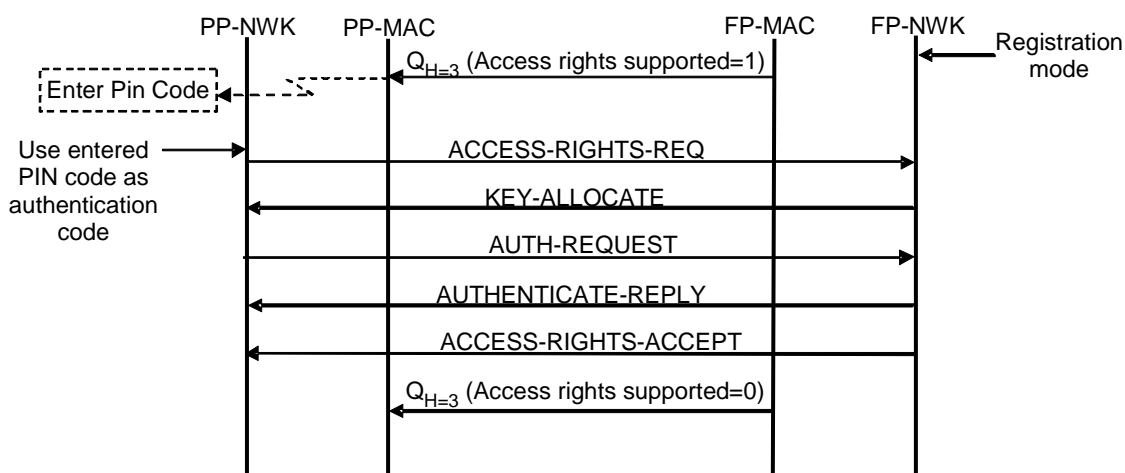 PP-NWK PP-MAC FP-MAC FP-NWK
Registration
mode
Q_H=3 (Access rights supported=1)
Enter Pin Code
Use entered
PIN code as
authentication
code
ACCESS-RIGHTS-REQ
KEY-ALLOCATE
AUTH-REQUEST
AUTHENTICATE-REPLY
ACCESS-RIGHTS-ACCEPT
Q_H=3 (Access rights supported=0)